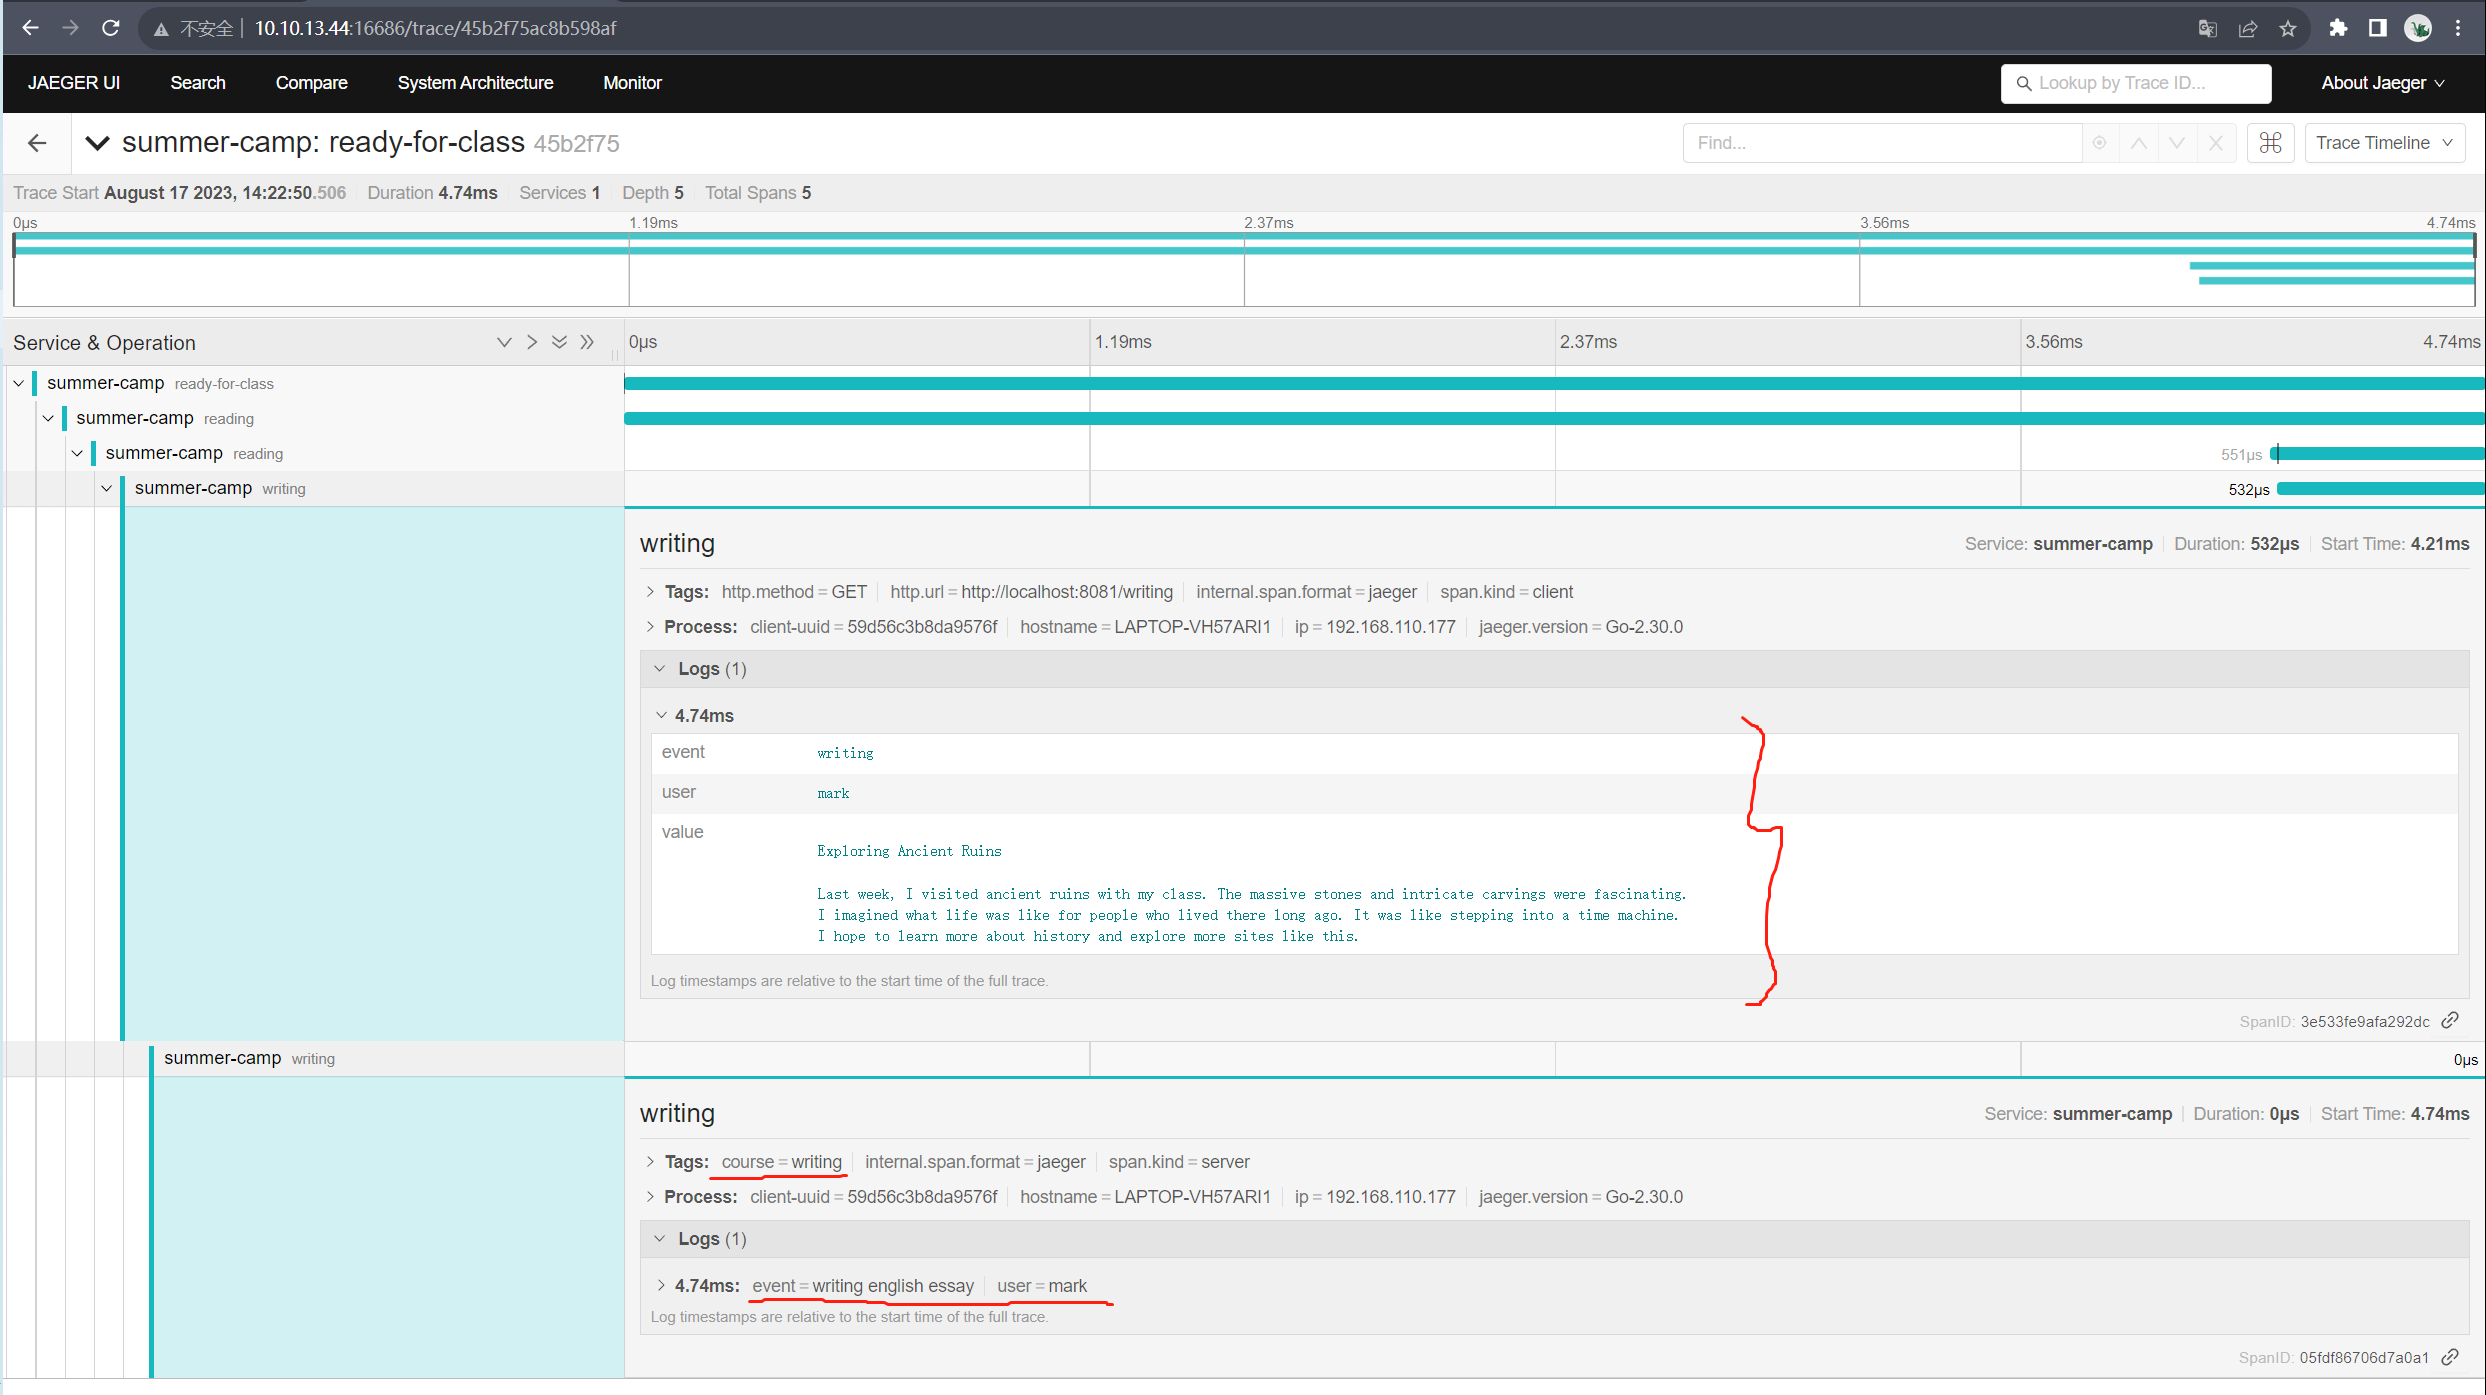 不安全 10.10.13.44:16686/trace/45b2f75ac8b598af
JAEGER UI Search Compare System Architecture Monitor Lookup by Trace ID... About Jaeger
summer-camp: ready-for-class 45b2f75 Find... Trace Timeline
Trace Start August 17 2023, 14:22:50.506 Duration 4.74ms Services 1 Depth 5 Total Spans 5
0μs 1.19ms 2.37ms 3.56ms 4.74ms
Service & Operation 0μs 1.19ms 2.37ms 3.56ms 4.74ms
summer-camp ready-for-class
summer-camp reading
summer-camp reading 551μs
summer-camp writing 532μs
writing Service: summer-camp Duration: 532μs Start Time: 4.21ms
Tags: http.method = GET http.url = http://localhost:8081/writing internal.span.format = jaeger span.kind = client
Process: client-uuid = 59d56c3b8da9576f hostname = LAPTOP-VH57ARI1 ip = 192.168.110.177 jaeger.version = Go-2.30.0
Logs (1)
4.74ms
event writing
user mark
value
Exploring Ancient Ruins
Last week, I visited ancient ruins with my class. The massive stones and intricate carvings were fascinating.
I imagined what life was like for people who lived there long ago. It was like stepping into a time machine.
I hope to learn more about history and explore more sites like this.
Log timestamps are relative to the start time of the full trace.
SpanID: 3e533fe9afa292dc
summer-camp writing 0μs
writing Service: summer-camp Duration: 0μs Start Time: 4.74ms
Tags: course = writing internal.span.format = jaeger span.kind = server
Process: client-uuid = 59d56c3b8da9576f hostname = LAPTOP-VH57ARI1 ip = 192.168.110.177 jaeger.version = Go-2.30.0
Logs (1)
4.74ms: event = writing english essay user = mark
Log timestamps are relative to the start time of the full trace.
SpanID: 05fdf86706d7a0a1